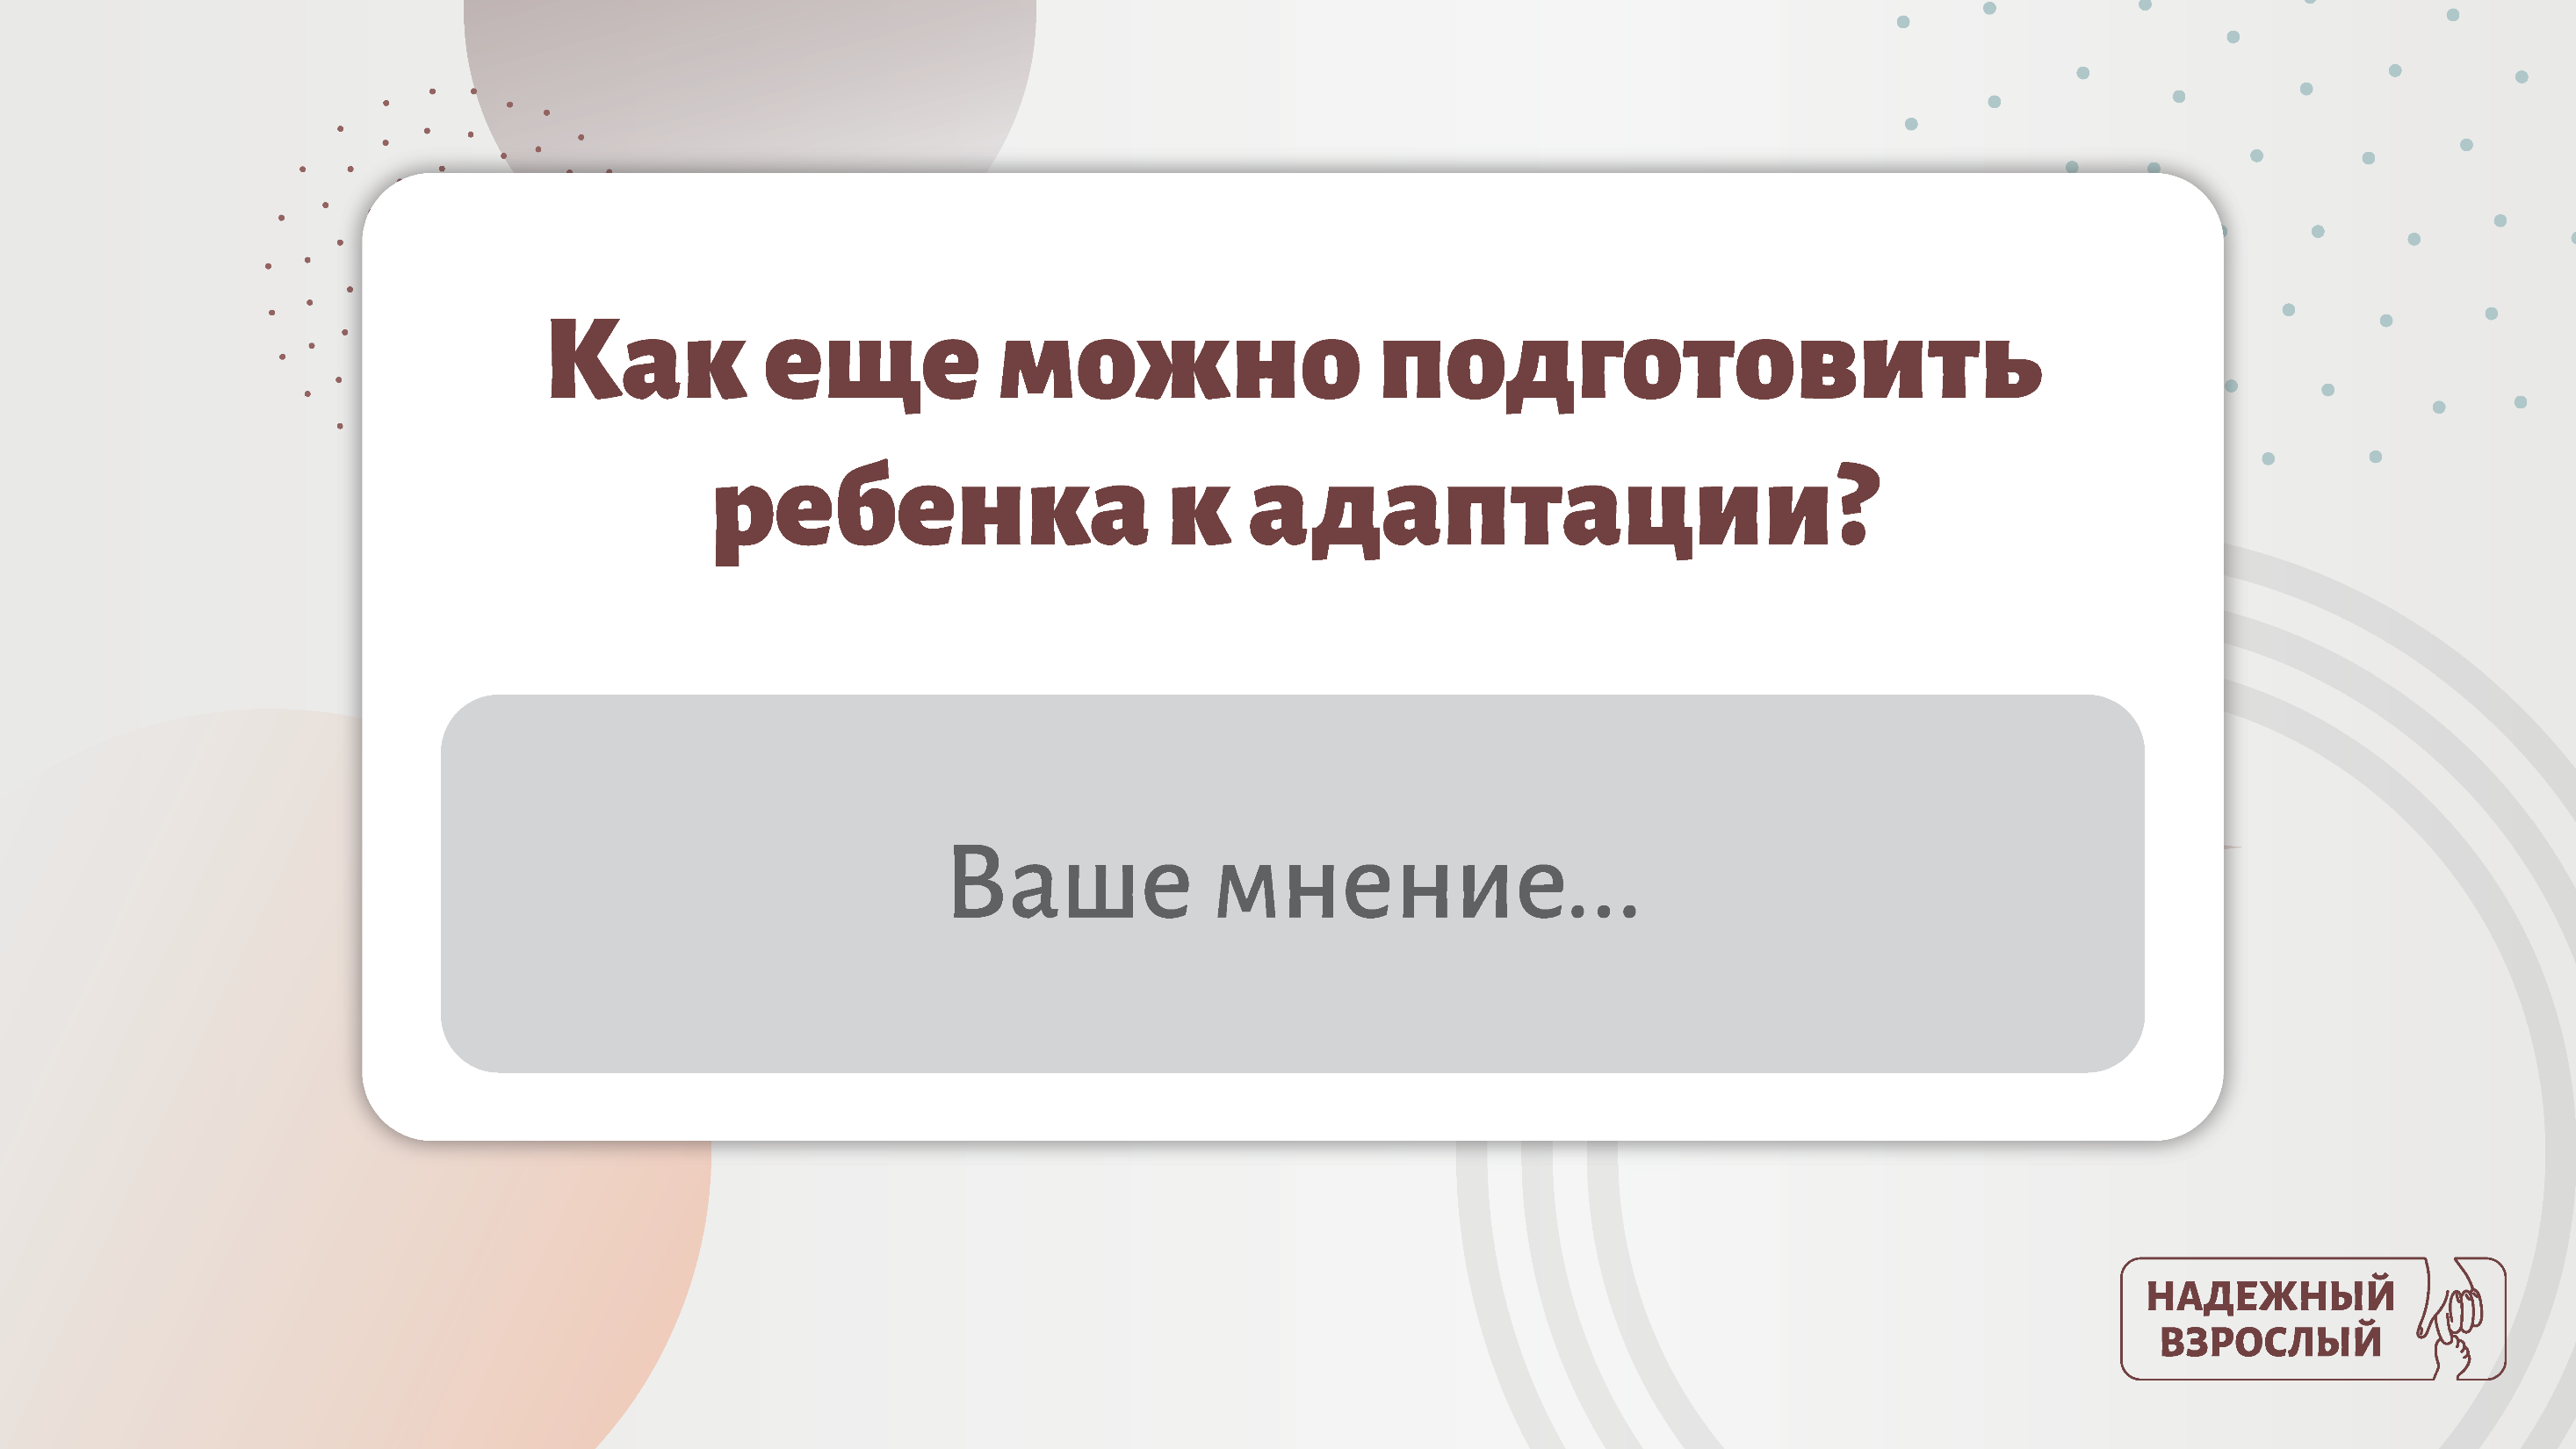 Как еще можно подготовить
ребенка к адаптации?
Ваше мнение...
НАДЕЖНЫЙ
ВЗРОСЛЫЙ